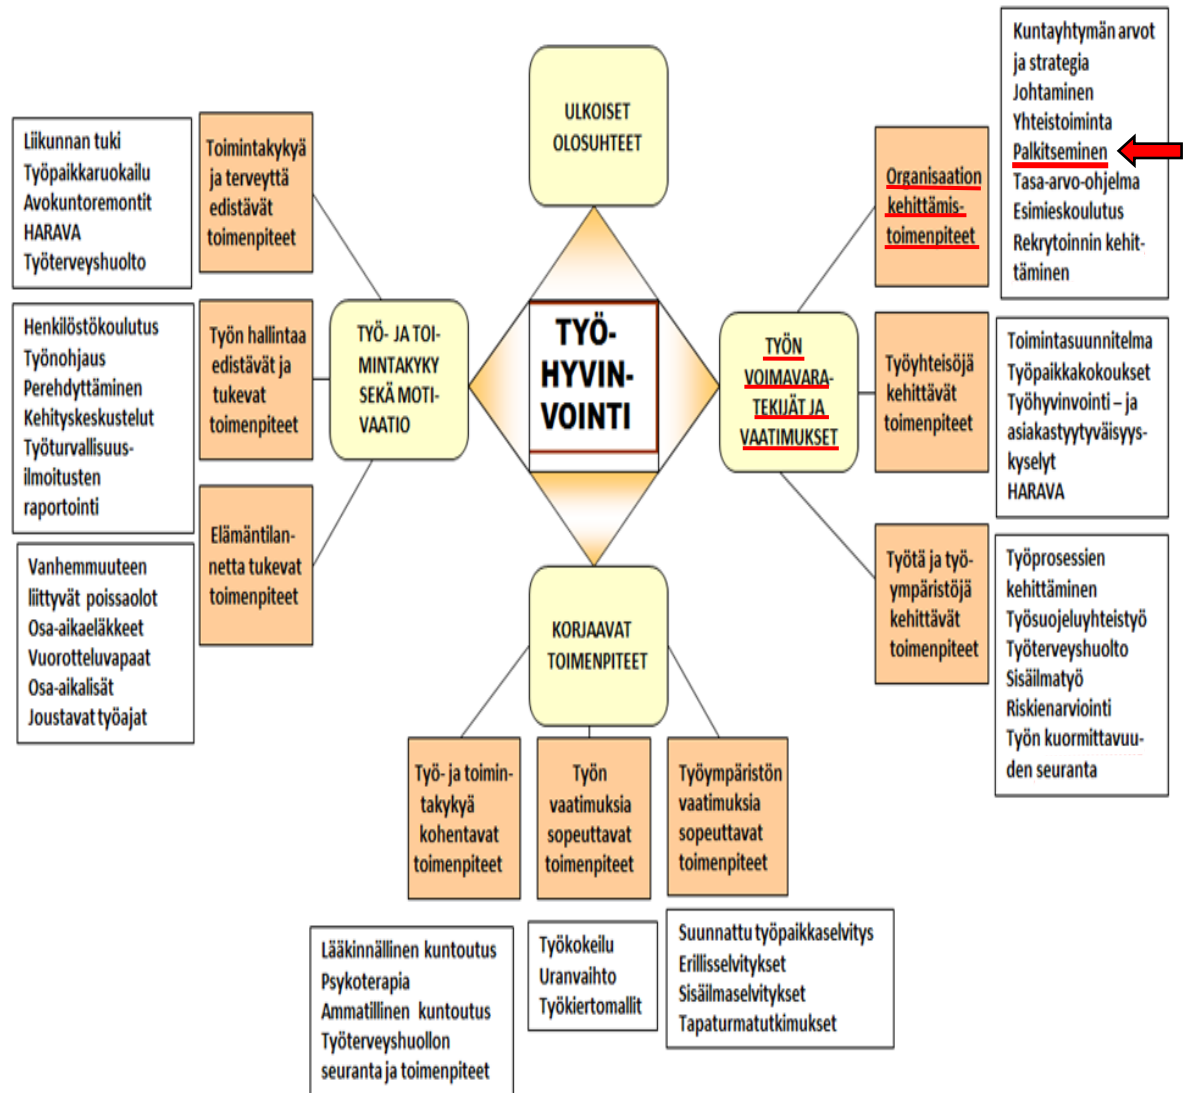 ULKOISET
OLOSUHTEET
TYÖ-
HYVIN-
VOINTI
Liikunnan tuki
Työpaikkaruokailu
Avokuntoremontit
HARAVA
Työterveyshuolto
Toimintakykyä
ja terveyttä
edistävät
toimenpiteet
Henkilöstökoulutus
Työnohjaus
Perehdyttäminen
Kehityskeskustelut
Työturvallisuus-
ilmoitusten
raportointi
Työn hallintaa
edistävät ja
tukevat
toimenpiteet
TYÖ- JA TOI-
MINTAKYKY
SEKÄ MOTI-
VAATIO
Vanhemmuuteen
liittyvät poissaolot
Osa-aikaeläkkeet
Vuorotteluvapaat
Osa-aikalisät
Joustavat työajat
Elämäntilan-
netta tukevat
toimenpiteet
Organisaation
kehittämis-
toimenpiteet
Kuntayhtymän arvot
ja strategia
Johtaminen
Yhteistoiminta
Palkitseminen
Tasa-arvo-ohjelma
Esimieskoulutus
Rekrytoinnin kehit-
täminen
TYÖN
VOIMAVARA-
TEKIJÄT JA
VAATIMUKSET
Työyhteisöjä
kehittävät
toimenpiteet
Toimintasuunnitelma
Työpaikkakokoukset
Työhyvinvointi – ja
asiakastyytyväisyys-
kyselyt
HARAVA
Työtä ja työ-
ympäristöjä
kehittävät
toimenpiteet
Työprosessien
kehittäminen
Työsuojeluyhteistyö
Työterveyshuolto
Sisäilmatyö
Riskienarviointi
Työn kuormittavuu-
den seuranta
KORJAAVAT
TOIMENPITEET
Työ- ja toimin-
takykyä
kohentavat
toimenpiteet
Työn
vaatimuksia
sopeuttavat
toimenpiteet
Työympäristön
vaatimuksia
sopeuttavat
toimenpiteet
Lääkinnällinen kuntoutus
Psykoterapia
Ammatillinen kuntoutus
Työterveyshuollon
seuranta ja toimenpiteet
Työkokeilu
Uranvaihto
Työkiertomallit
Suunnattu työpaikkaselvitys
Erillisselvitykset
Sisäilmaselvitykset
Tapaturmatutkimukset